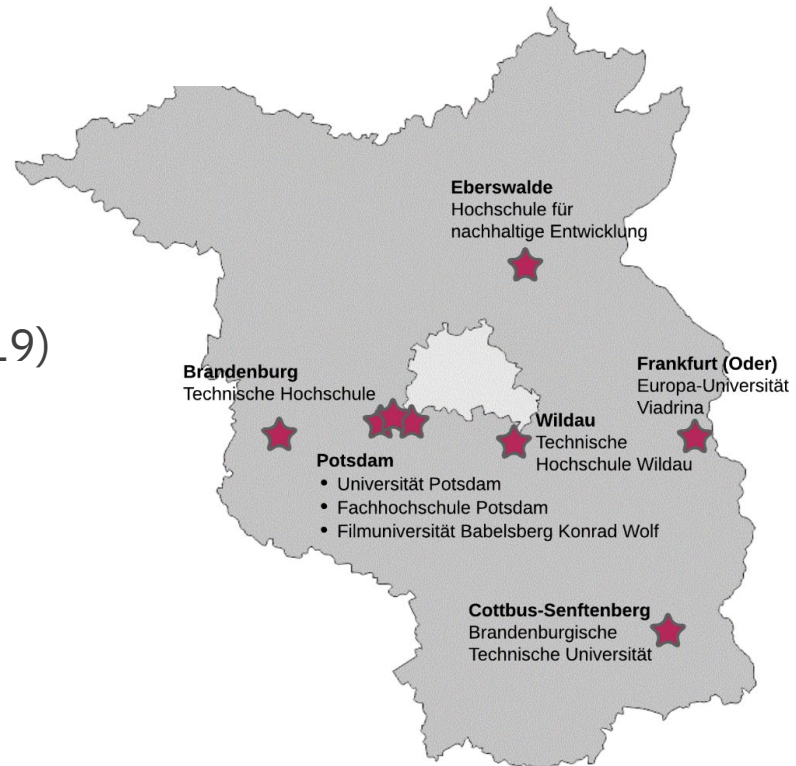 Eberswalde
Hochschule für
nachhaltige Entwicklung
9)
Brandenburg
Technische Hochschule
Frankfurt (Oder)
Europa-Universität
Viadrina
Wildau
Technische
Hochschule Wildau
Potsdam
• Universität Potsdam
• Fachhochschule Potsdam
• Filmuniversität Babelsberg Konrad Wolf
Cottbus-Senftenberg
Brandenburgische
Technische Universität